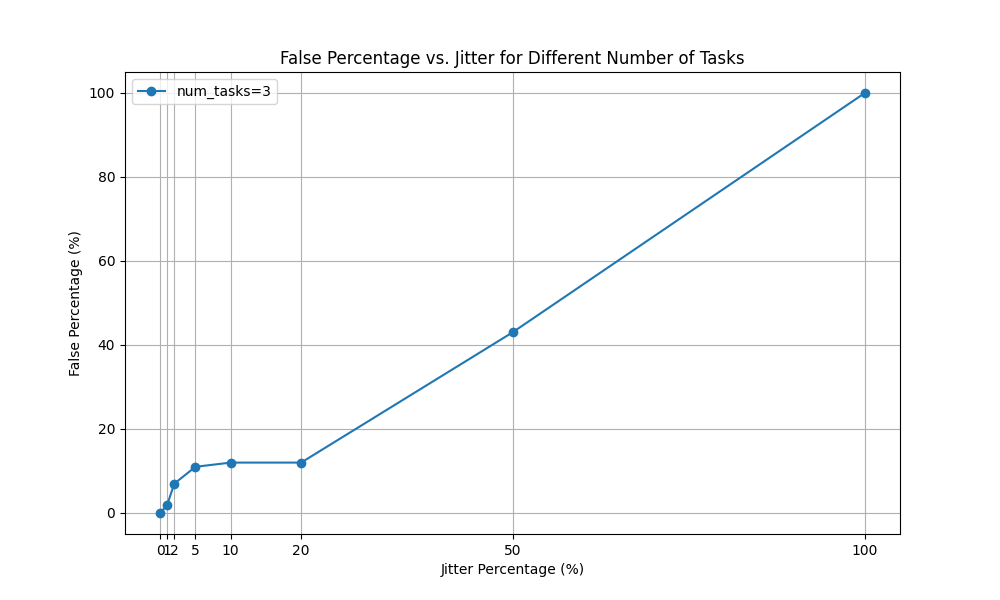 False Percentage vs. Jitter for Different Number of Tasks
num_tasks=3
100
80
60
40
20
0
False Percentage (%)
0 1 2 5 10 20 50 100
Jitter Percentage (%)